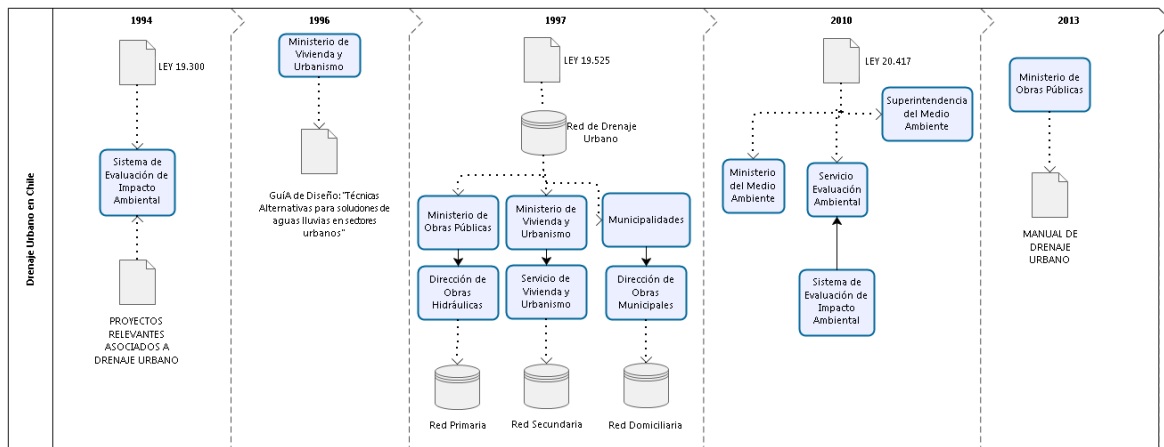 Drenaje Urbano en Chile
1994
LEY 19.300
Sistema de
Evaluación de
Impacto
Ambiental
PROYECTOS
RELEVANTES
ASOCIADOS A
DRENAJE URBANO
1996
Ministerio de
Vivienda y
Urbanismo
GuíA de Diseño: "Técnicas
Alternativas para soluciones de
aguas lluvias en sectores
urbanos"
1997
LEY 19.525
Red de Drenaje
Urbano
Ministerio de
Obras Públicas
Ministerio de
Vivienda y
Urbanismo
Municipalidades
Dirección de
Obras
Hidráulicas
Servicio de
Vivienda y
Urbanismo
Dirección de
Obras
Municipales
Red Primaria
Red Secundaria
Red Domiciliaria
2010
LEY 20.417
Superintendencia
del Medio
Ambiente
Ministerio
del Medio
Ambiente
Servicio
Evaluación
Ambiental
Sistema de
Evaluación de
Impacto
Ambiental
2013
Ministerio de
Obras Públicas
MANUAL DE
DRENAJE
URBANO